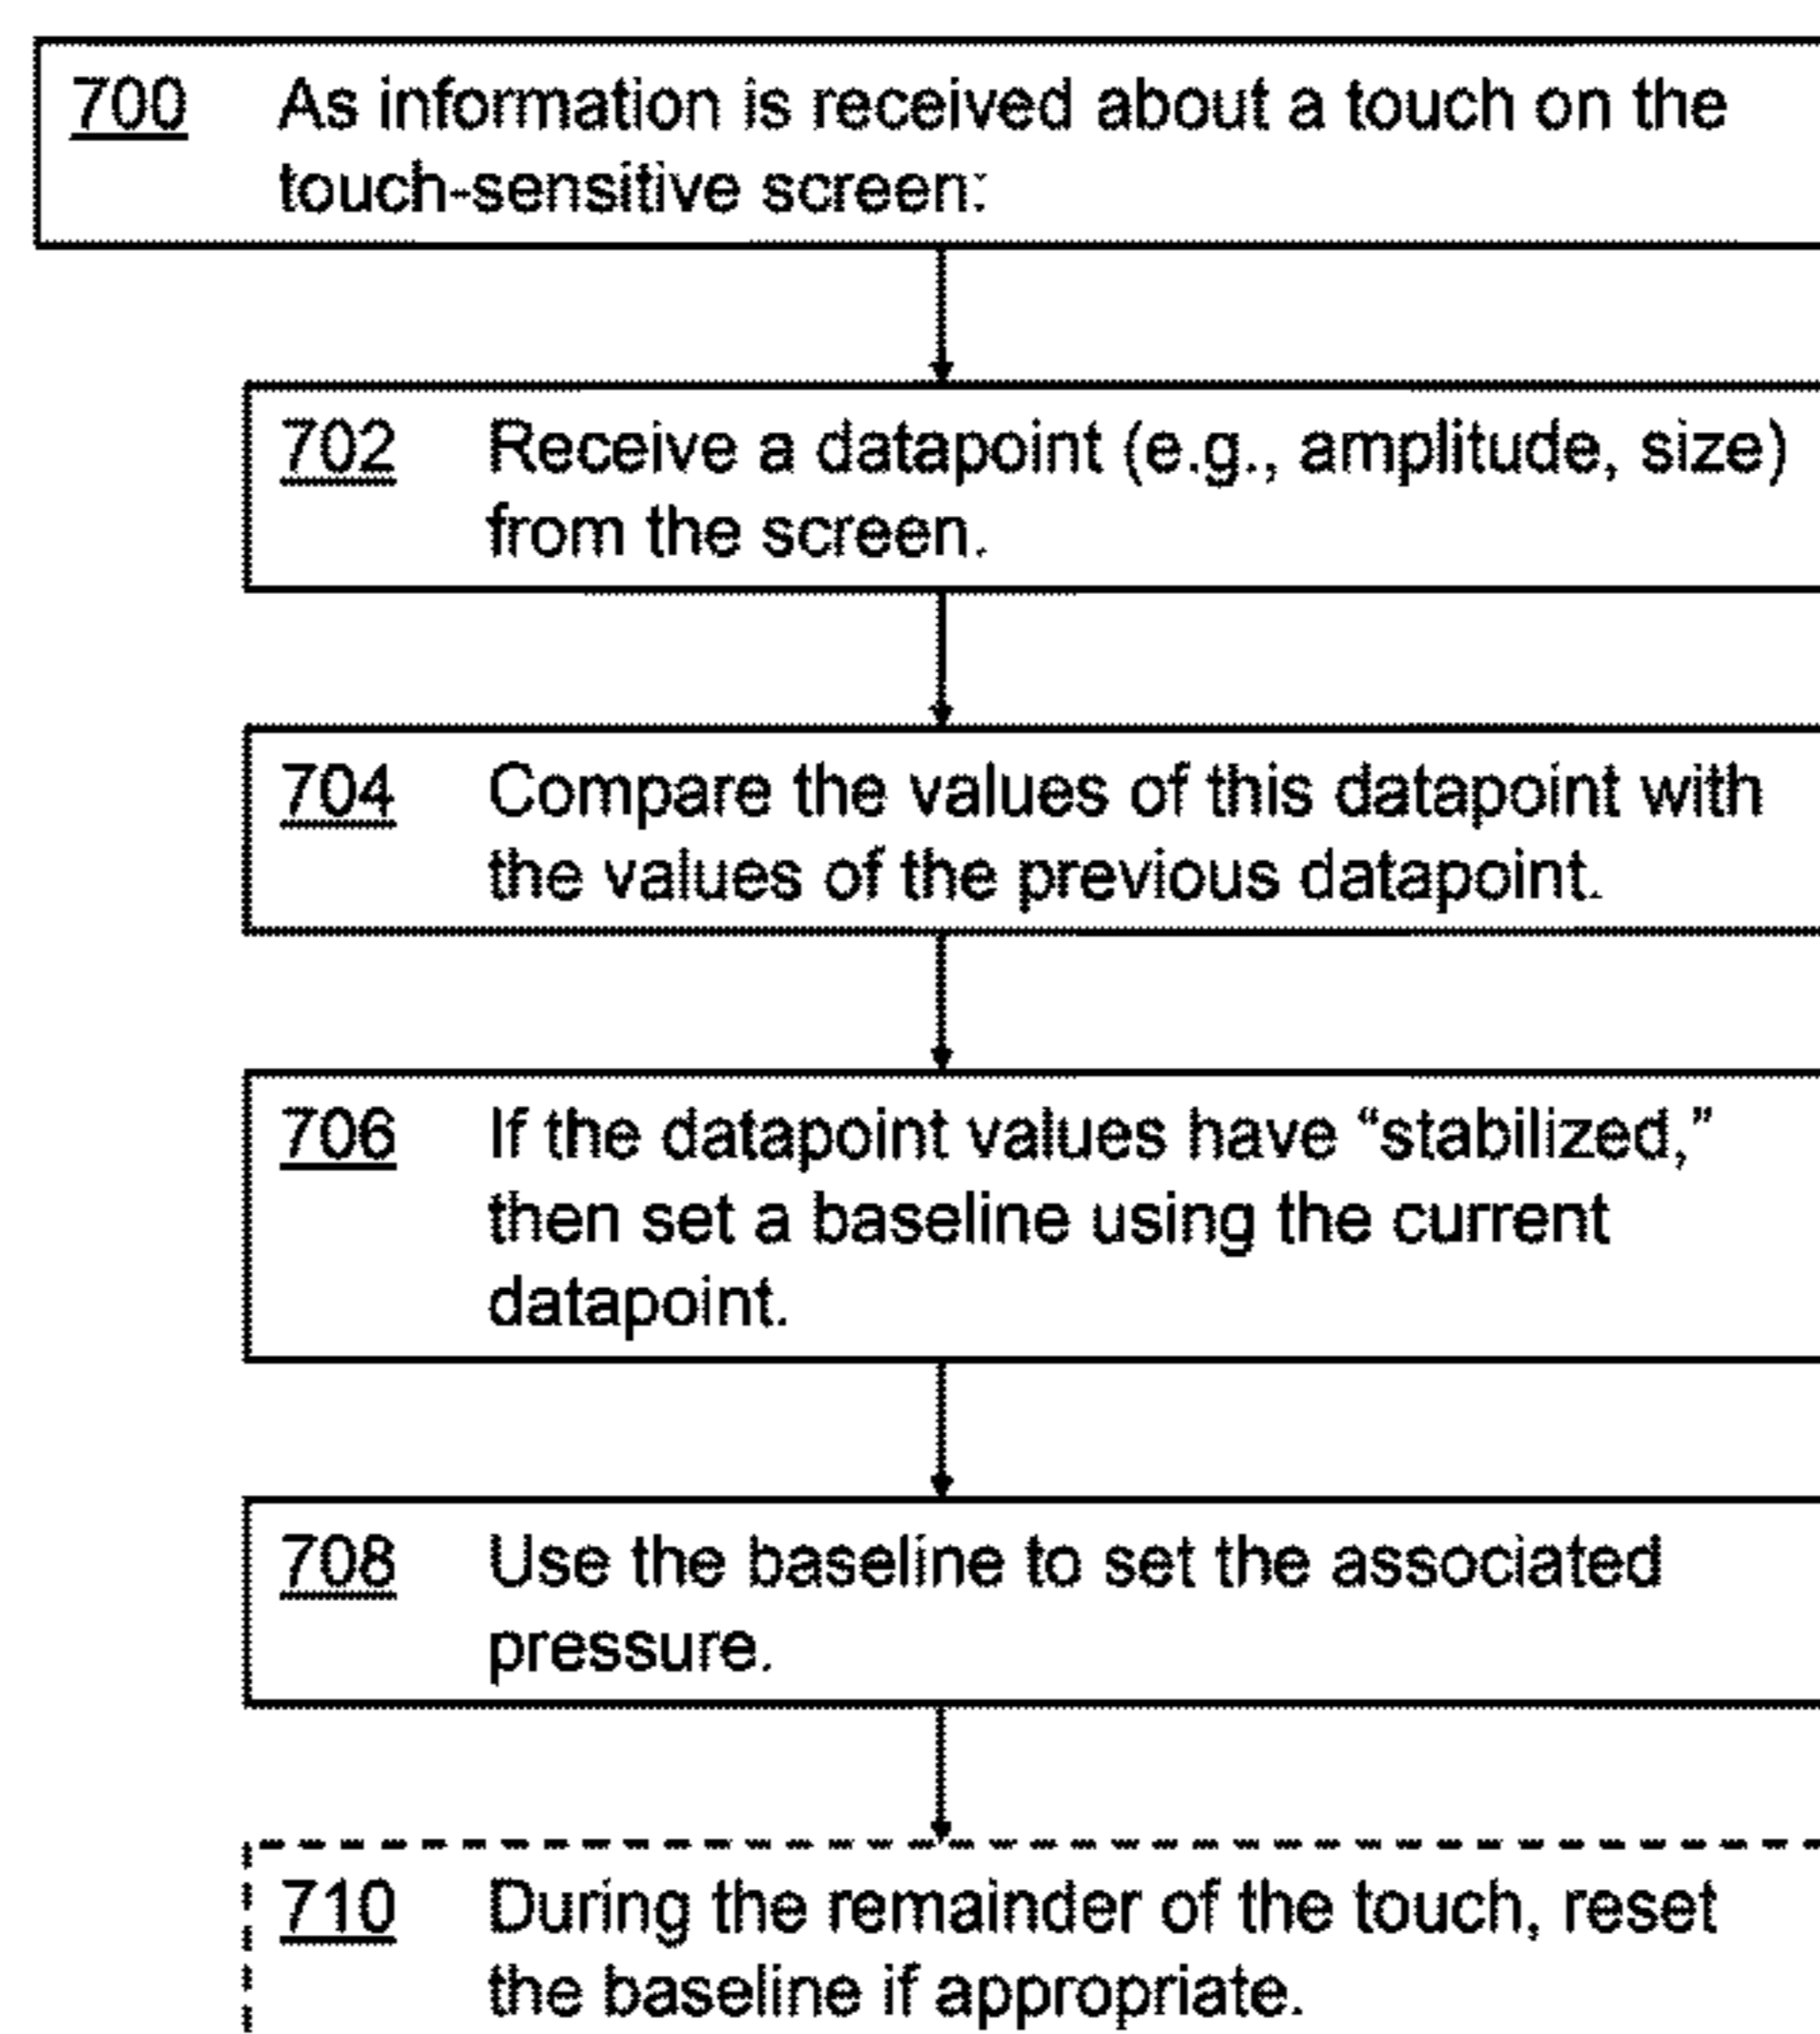 700 As information is received about a touch on the
touch-sensitive screen:
702 Receive a datapoint (e.g., amplitude, size)
from the screen.
704 Compare the values of this datapoint with
the values of the previous datapoint.
706 If the datapoint values have “stabilized,”
then set a baseline using the current
datapoint.
708 Use the baseline to set the associated
pressure.
710 During the remainder of the touch, reset
the baseline if appropriate.